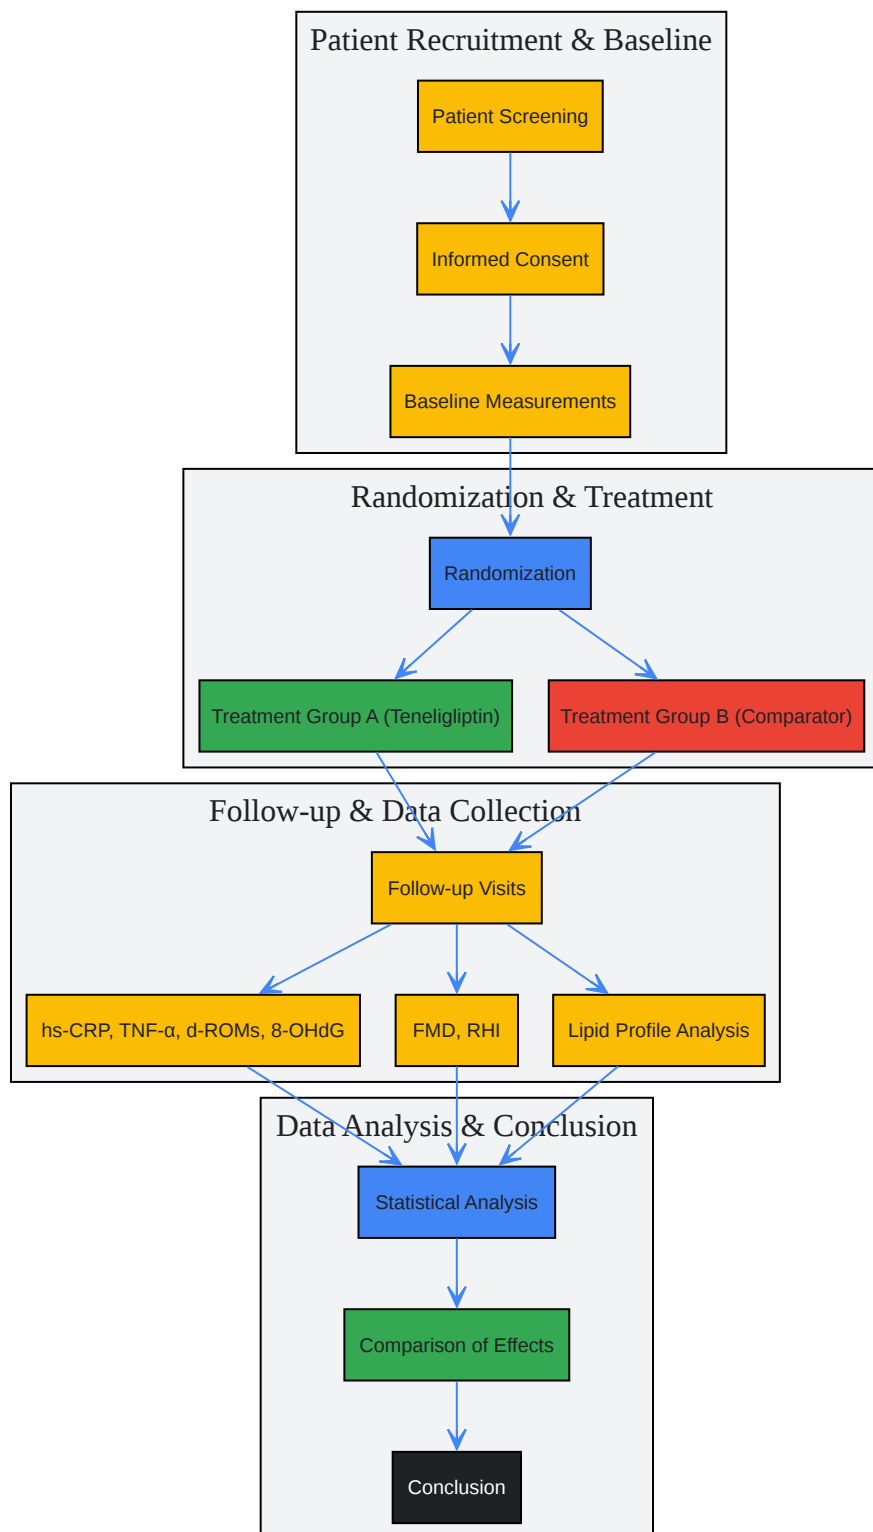 Patient Recruitment & Baseline
Patient Screening
Informed Consent
Baseline Measurements
Randomization & Treatment
Randomization
Treatment Group A (Teneligliptin)
Treatment Group B (Comparator)
Follow-up & Data Collection
Follow-up Visits
hs-CRP, TNF-α, d-ROMs, 8-OHdG
FMD, RHI
Lipid Profile Analysis
Data Analysis & Conclusion
Statistical Analysis
Comparison of Effects
Conclusion